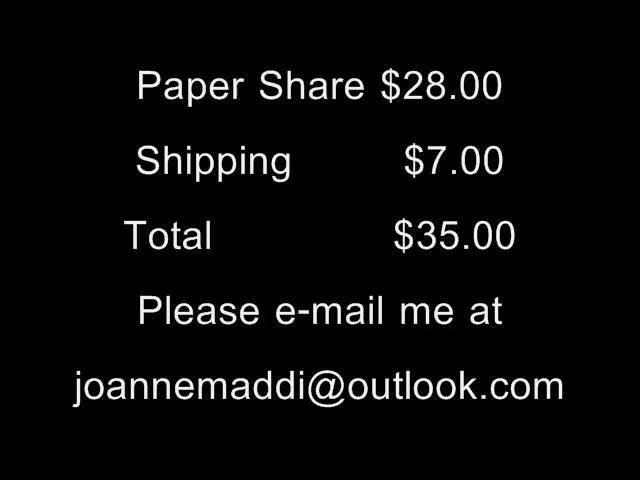 Paper Share $28.00
Shipping $7.00
Total $35.00
Please e-mail me at
joannemaddi@outlook.com